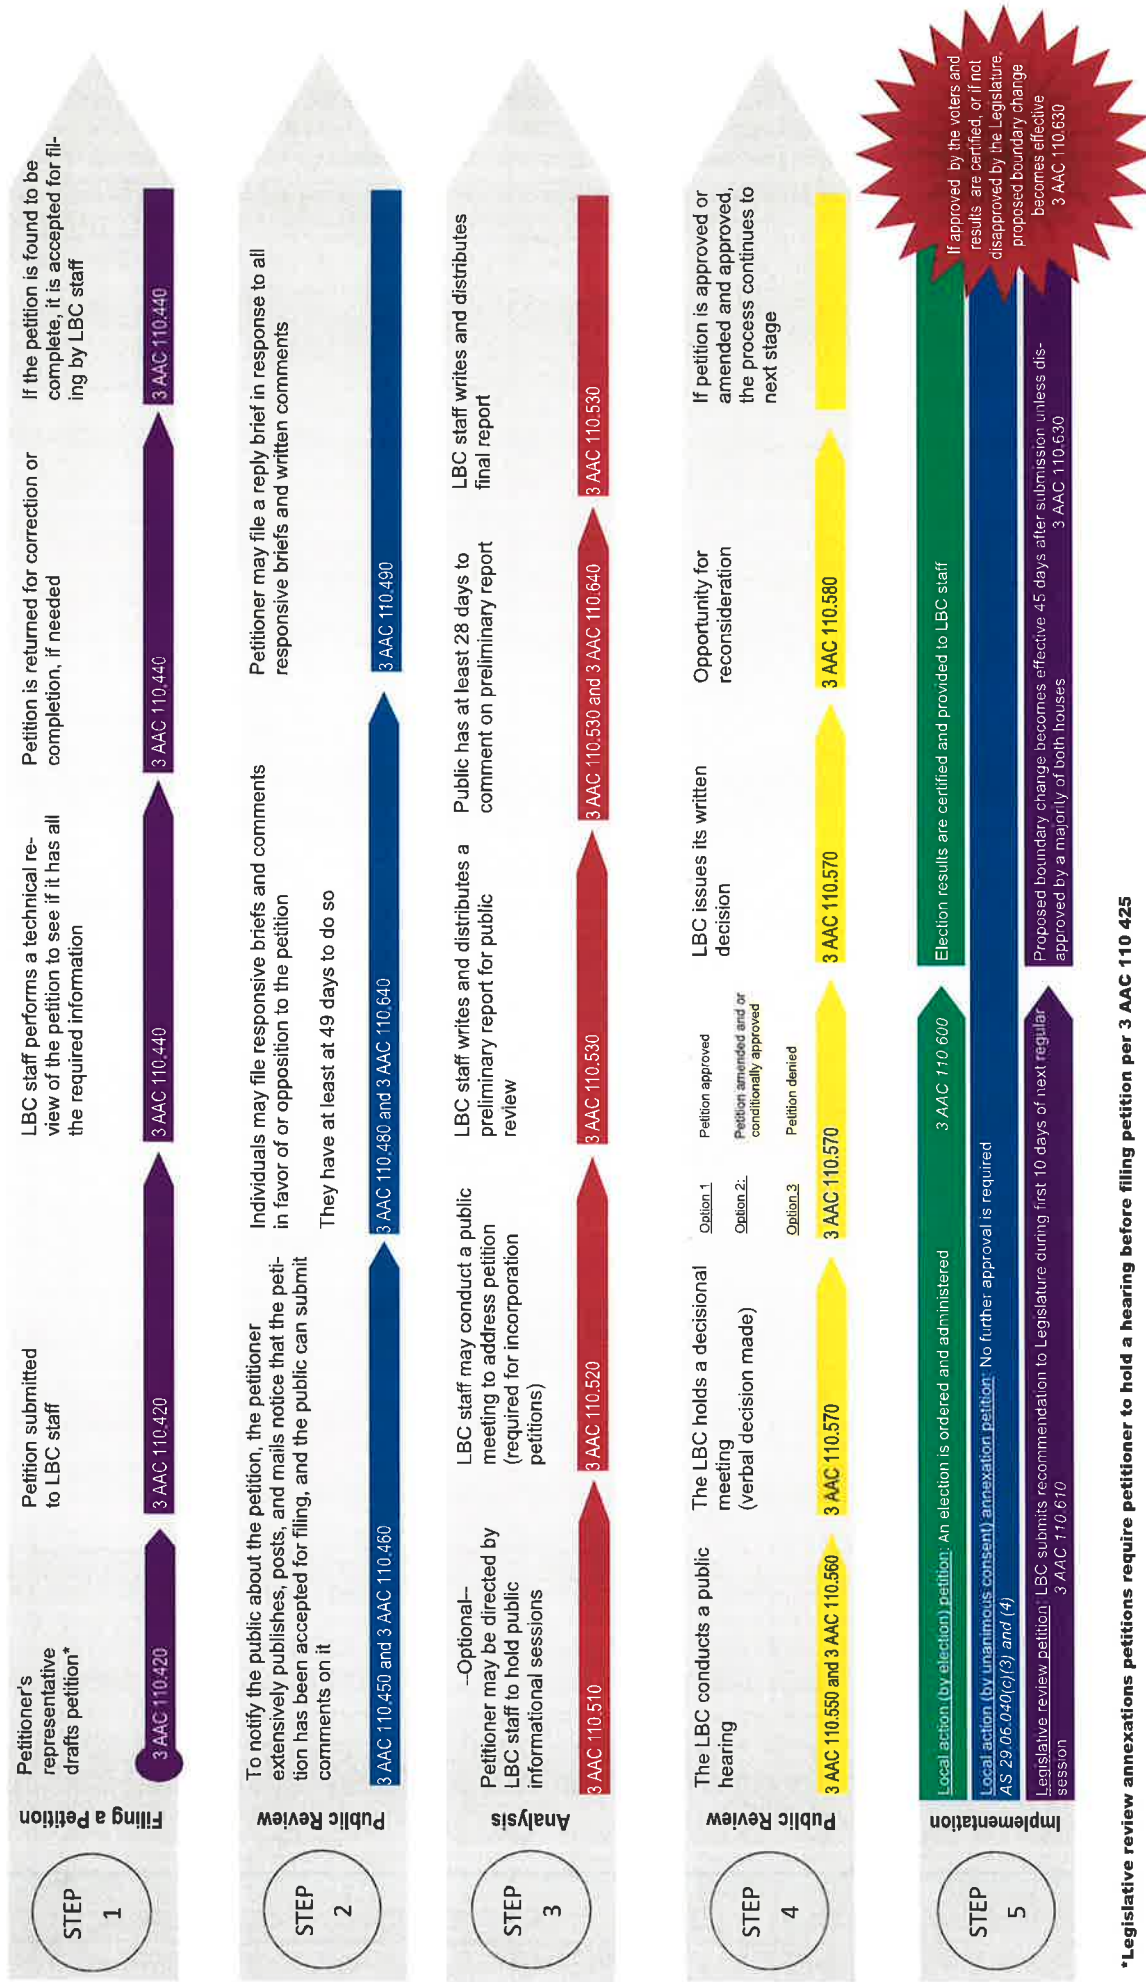 STEP
1
Filing a Petition
Petitioner's
representative
drafts petition*
3 AAC 110.420
Petition submitted
to LBC staff
3 AAC 110.420
LBC staff performs a technical re-
view of the petition to see if it has all
the required information
3 AAC 110.440
Petition is returned for correction or
completion, if needed
3 AAC 110.440
If the petition is found to be
complete, it is accepted for fil-
ing by LBC staff
3 AAC 110.440
STEP
2
Public Review
To notify the public about the petition, the petitioner
extensively publishes, posts, and mails notice that the peti-
tion has been accepted for filing, and the public can submit
comments on it
3 AAC 110.450 and 3 AAC 110.460
Individuals may file responsive briefs and comments
in favor of or opposition to the petition
They have at least at 49 days to do so
3 AAC 110.480 and 3 AAC 110.640
Petitioner may file a reply brief in response to all
responsive briefs and written comments
3 AAC 110.490
STEP
3
Analysis
--Optional--
Petitioner may be directed by
LBC staff to hold public
informational sessions
3 AAC 110.510
LBC staff may conduct a public
meeting to address petition
(required for incorporation
petitions)
3 AAC 110.520
LBC staff writes and distributes a
preliminary report for public
review
3 AAC 110.530
Public has at least 28 days to
comment on preliminary report
3 AAC 110.530 and 3 AAC 110.640
LBC staff writes and distributes
final report
3 AAC 110.530
STEP
4
Public Review
The LBC conducts a public
hearing
3 AAC 110.550 and 3 AAC 110.560
The LBC holds a decisional
meeting
(verbal decision made)
3 AAC 110.570
Option 1 Petition approved
Option 2: Petition amended and or
conditionally approved
Option 3 Petition denied
3 AAC 110.570
LBC issues its written
decision
3 AAC 110.570
Opportunity for
reconsideration
3 AAC 110.580
If petition is approved or
amended and approved,
the process continues to
next stage
STEP
5
Implementation
Local action (by election) petition: An election is ordered and administered 3 AAC 110 600
Election results are certified and provided to LBC staff
Local action (by unanimous consent) annexation petition: No further approval is required
AS 29.06.040(c)(3) and (4)
Legislative review petition: LBC submits recommendation to Legislature during first 10 days of next regular
session 3 AAC 110.610
Proposed boundary change becomes effective 45 days after submission unless dis-
approved by a majority of both houses 3 AAC 110.630
If approved by the voters and
results are certified, or if not
disapproved by the Legislature,
proposed boundary change
becomes effective
3 AAC 110.630
*Legislative review annexations petitions require petitioner to hold a hearing before filing petition per 3 AAC 110 425